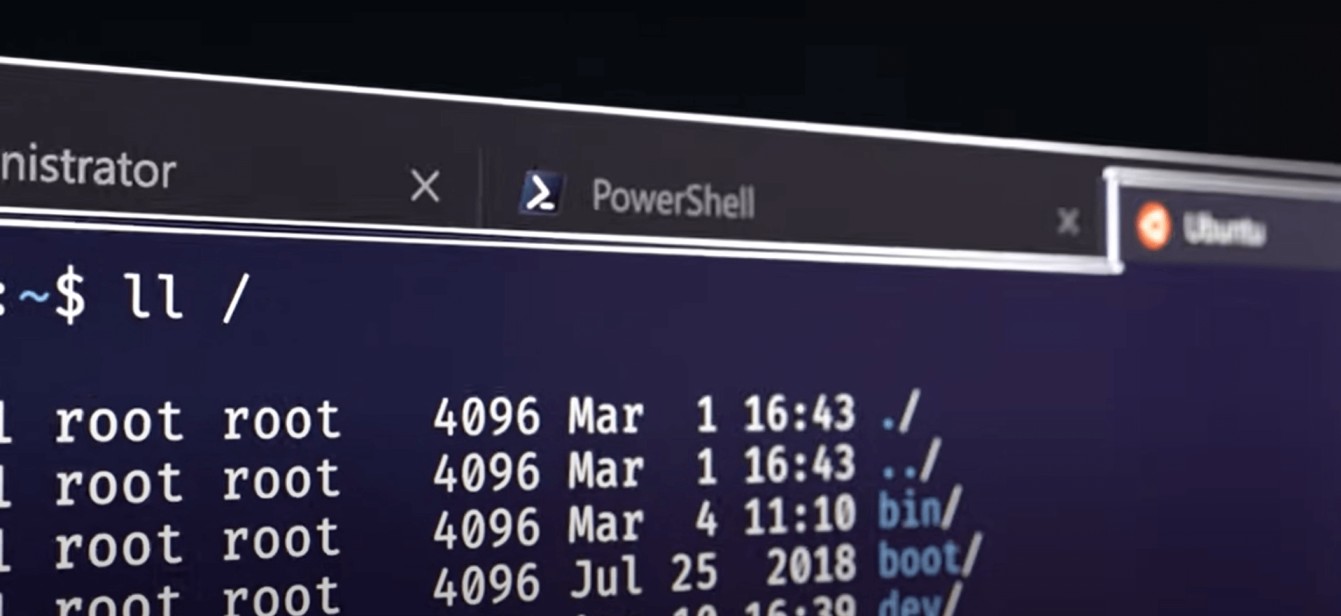 nistrator PowerShell Ubuntu
:~$ ll /
1 root root 4096 Mar 1 16:43 ./
1 root root 4096 Mar 1 16:43 ../
1 root root 4096 Mar 4 11:10 bin/
1 root root 4096 Jul 25 2018 boot/
root root 16:39 dev/